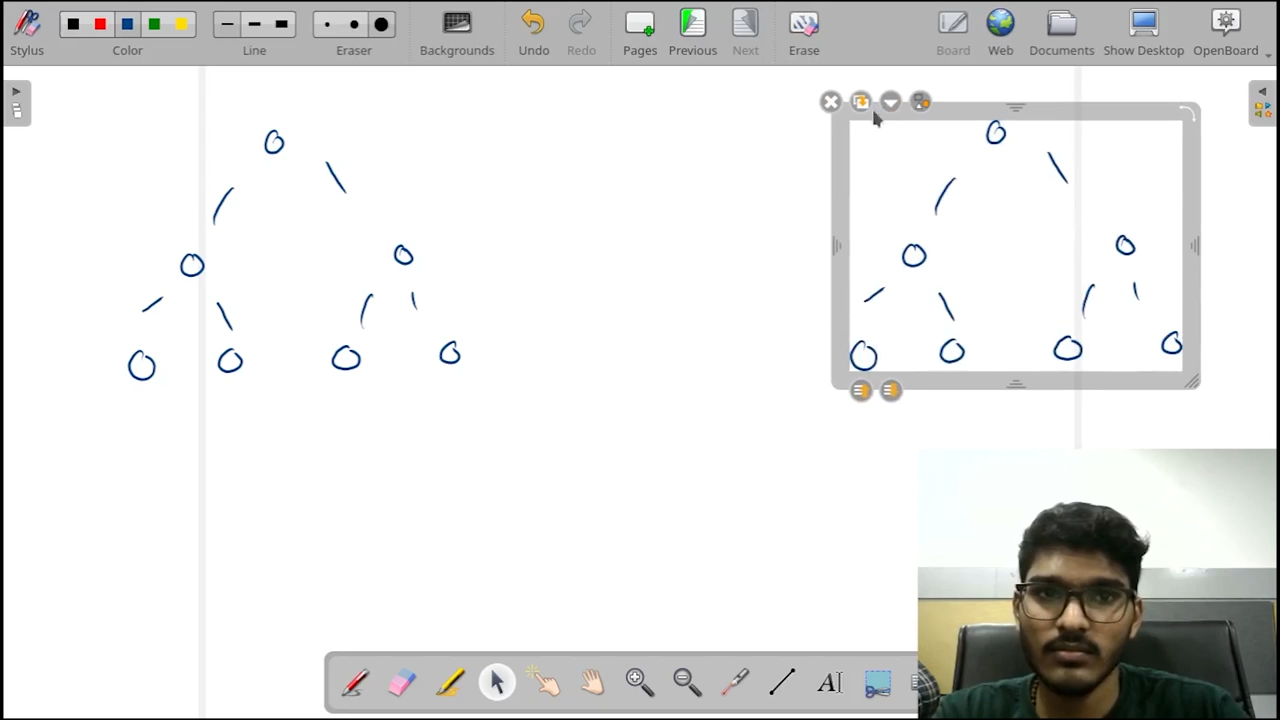 Stylus
Color
Line
Eraser
Backgrounds
Undo
Redo
Pages
Previous
Next
Erase
Board
Web
Documents
Show Desktop
OpenBoard